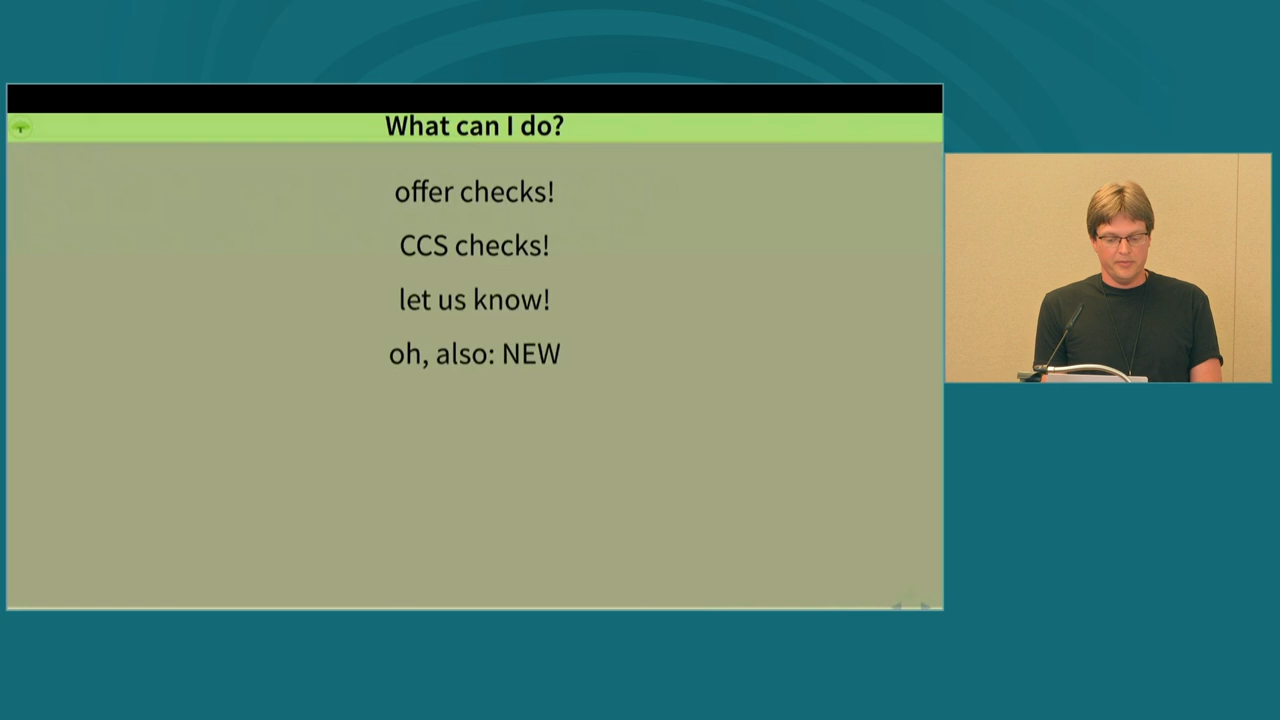 What can I do?
offer checks!
CCS checks!
let us know!
oh, also: NEW